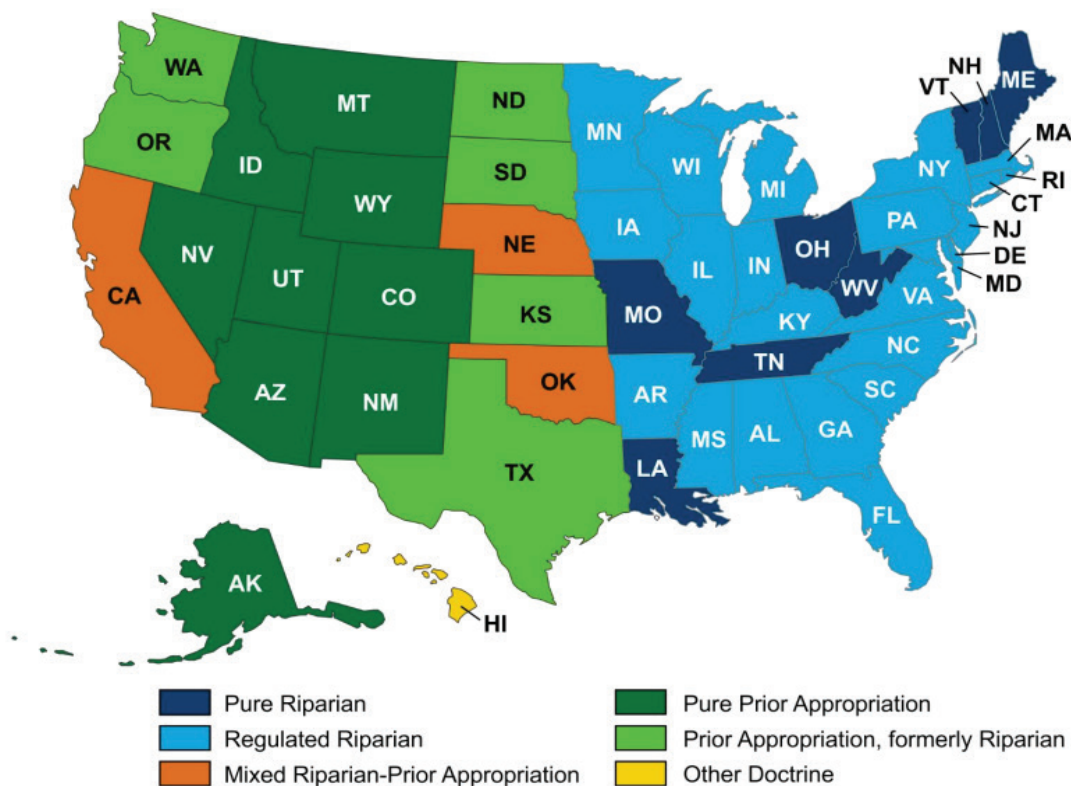 WA
MT
ND
MN
VT
NH
ME
OR
ID
SD
WI
MI
NY
MA
RI
CT
WY
NE
IA
PA
NJ
DE
MD
NV
UT
CO
IL
IN
OH
WV
VA
CA
KS
MO
KY
NC
TN
AZ
NM
OK
AR
SC
MS
AL
GA
TX
LA
FL
AK
HI
Pure Riparian
Regulated Riparian
Mixed Riparian-Prior Appropriation
Pure Prior Appropriation
Prior Appropriation, formerly Riparian
Other Doctrine